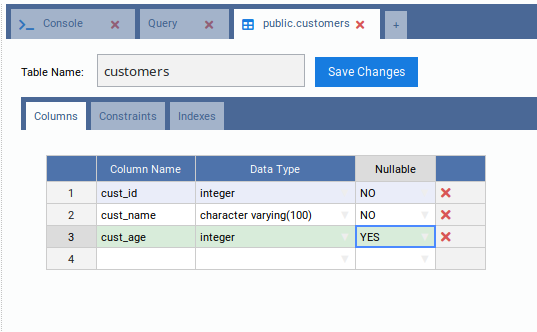 Console Query public.customers +
Table Name: customers Save Changes
Columns Constraints Indexes
Column Name Data Type Nullable
1 cust_id integer NO
2 cust_name character varying(100) NO
3 cust_age integer YES
4